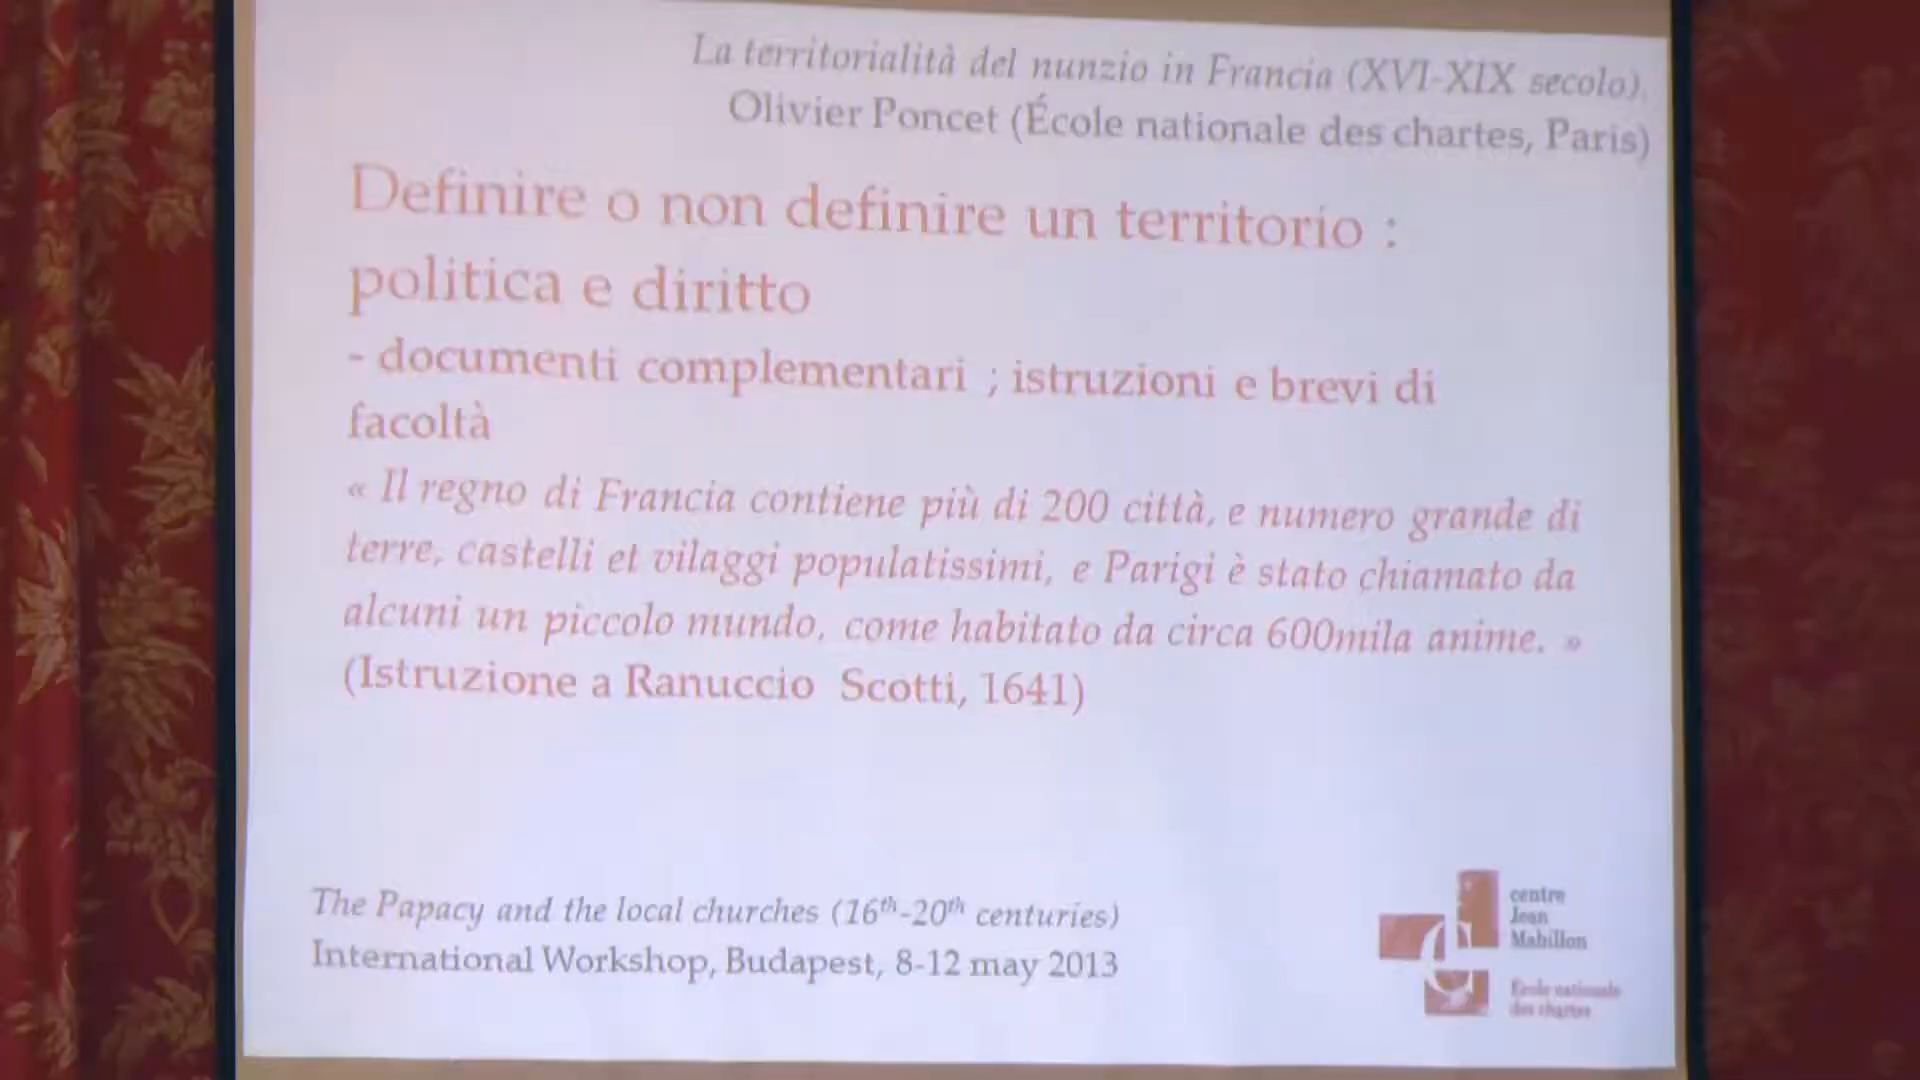 La territorialità del nunzio in Francia (XVI-XIX secolo).
Olivier Poncet (École nationale des chartes, Paris)
Definire o non definire un territorio :
politica e diritto
- documenti complementari ; istruzioni e brevi di
facoltà
« Il regno di Francia contiene più di 200 città, e numero grande di
terre, castelli et vilaggi populatissimi, e Parigi è stato chiamato da
alcuni un piccolo mundo, come habitato da circa 600mila anime. »
(Istruzione a Ranuccio Scotti, 1641)
The Papacy and the local churches (16th-20th centuries)
International Workshop, Budapest, 8-12 may 2013
centre
Jean
Mabillon
École nationale
des chartes